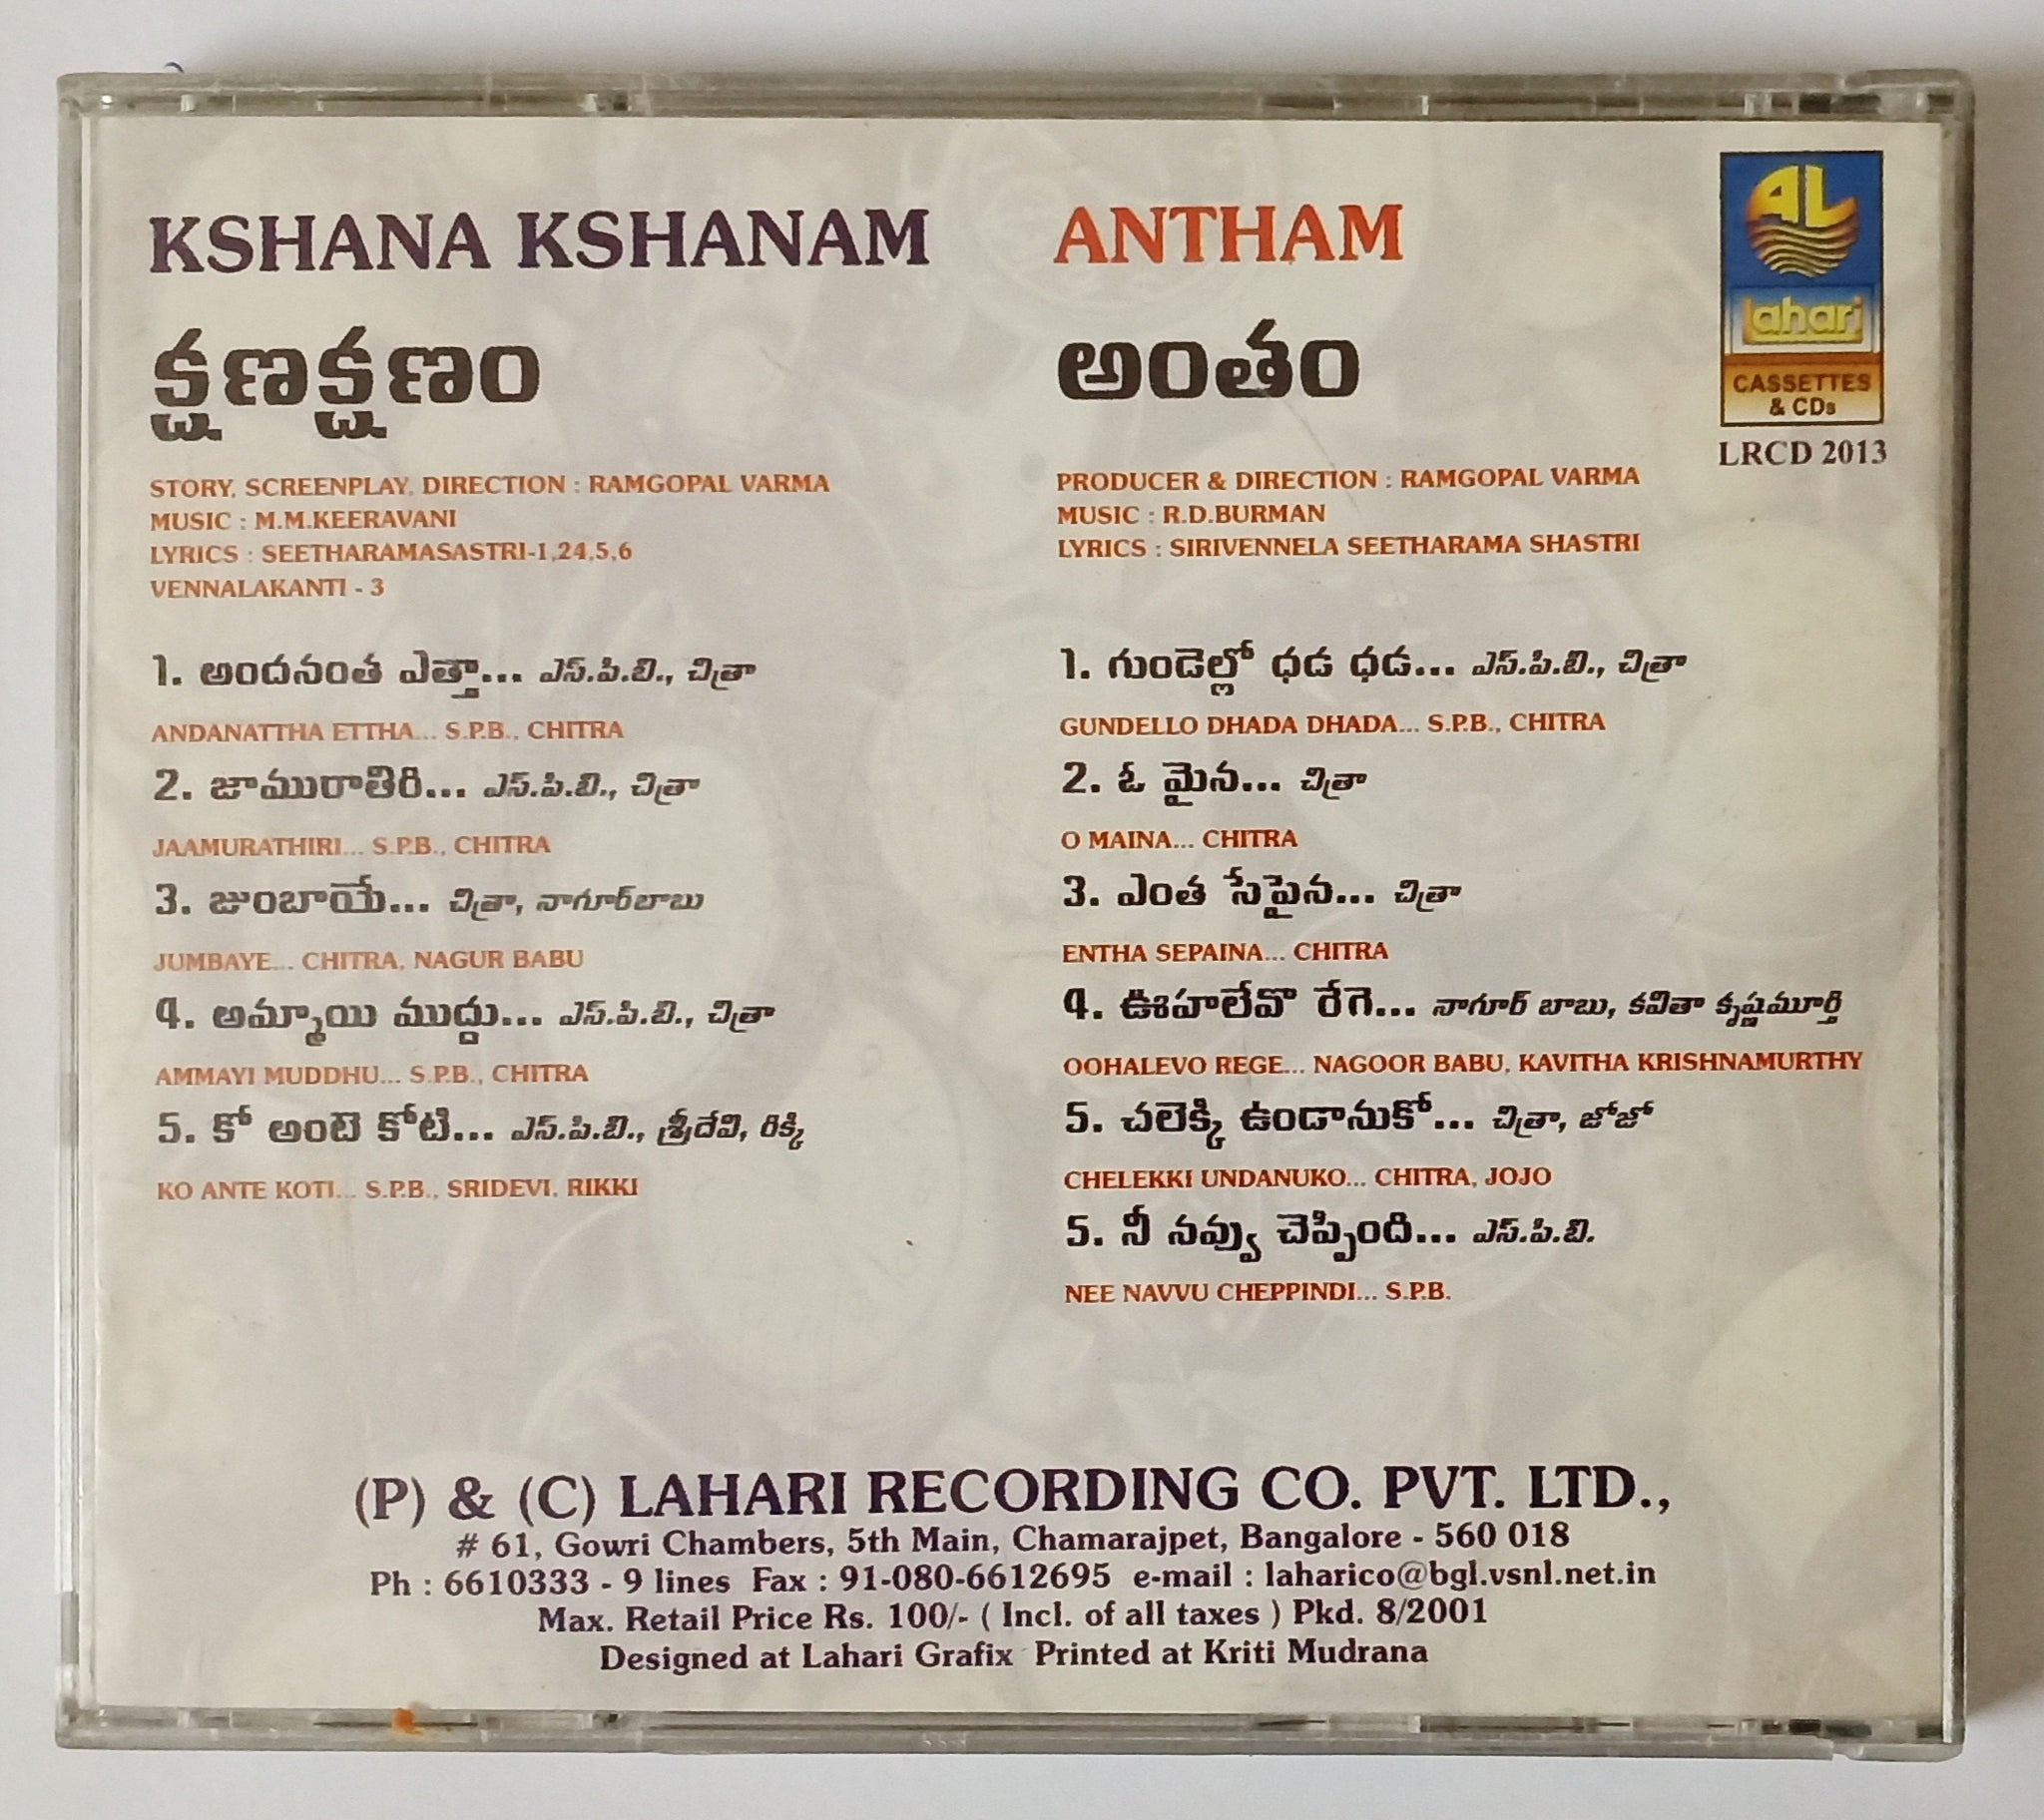 KSHANA KSHANAM
క్షణక్షణం
STORY, SCREENPLAY, DIRECTION : RAMGOPAL VARMA
MUSIC : M.M.KEERAVANI
LYRICS : SEETHARAMASASTRI-1,24,5,6
VENNALAKANTI - 3
1. అందనంత ఎత్తా... ఎస్.పి.బి., చిత్రా
ANDANATTHA ETTHA... S.P.B., CHITRA
2. జామురాతిరి... ఎస్.పి.బి., చిత్రా
JAAMURATHIRI... S.P.B., CHITRA
3. జుంబాయే... చిత్రా, నాగూర్‌బాబు
JUMBAYE... CHITRA, NAGUR BABU
4. అమ్మాయి ముద్దు... ఎస్.పి.బి., చిత్రా
AMMAYI MUDDHU... S.P.B., CHITRA
5. కో అంటె కోటి... ఎస్.పి.బి., శ్రీదేవి, రిక్కి
KO ANTE KOTI... S.P.B., SRIDEVI, RIKKI
ANTHAM
అంతం
PRODUCER & DIRECTION : RAMGOPAL VARMA
MUSIC : R.D.BURMAN
LYRICS : SIRIVENNELA SEETHARAMA SHASTRI
1. గుండెల్లో ధడ ధడ... ఎస్.పి.బి., చిత్రా
GUNDELLO DHADA DHADA... S.P.B., CHITRA
2. ఓ మైన... చిత్రా
O MAINA... CHITRA
3. ఎంత సేపైన... చిత్రా
ENTHA SEPAINA... CHITRA
4. ఊహలేవొ రేగె... నాగూర్ బాబు, కవితా కృష్ణమూర్తి
OOHALEVO REGE... NAGOOR BABU, KAVITHA KRISHNAMURTHY
5. చలెక్కి ఉండానుకో... చిత్రా, జోజో
CHELEKKI UNDANUKO... CHITRA, JOJO
5. నీ నవ్వు చెప్పింది... ఎస్.పి.బి.
NEE NAVVU CHEPPINDI... S.P.B.
AL
lahari
CASSETTES
& CDs
LRCD 2013
(P) & (C) LAHARI RECORDING CO. PVT. LTD.,
# 61, Gowri Chambers, 5th Main, Chamarajpet, Bangalore - 560 018
Ph : 6610333 - 9 lines Fax : 91-080-6612695 e-mail : laharico@bgl.vsnl.net.in
Max. Retail Price Rs. 100/- ( Incl. of all taxes ) Pkd. 8/2001
Designed at Lahari Grafix Printed at Kriti Mudrana